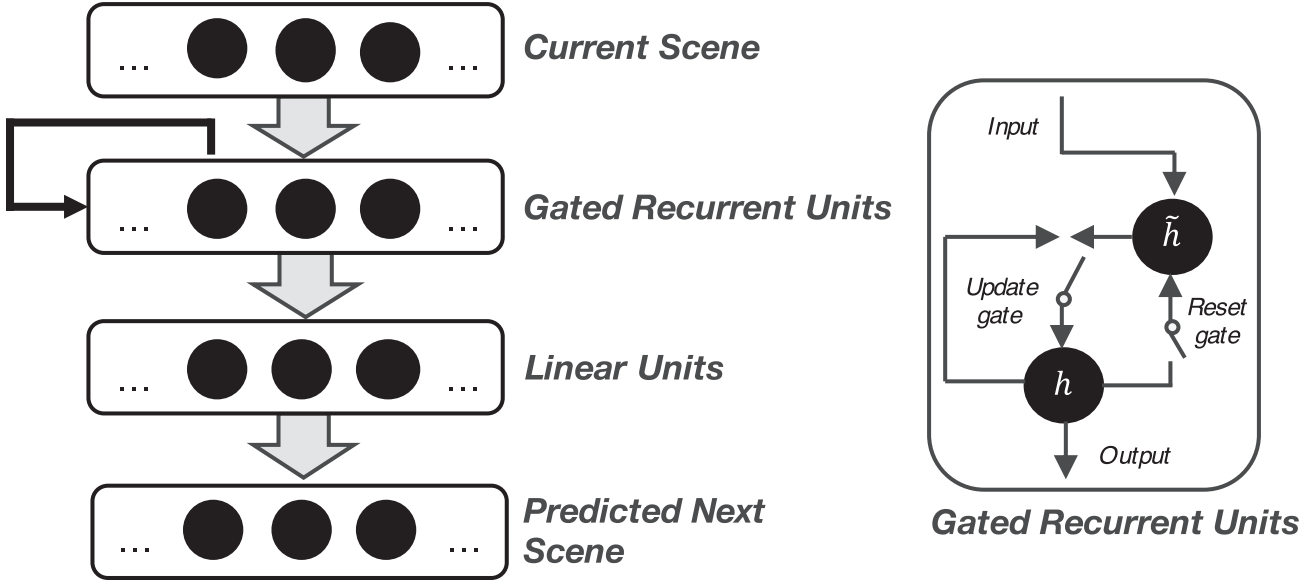 ... ...
Current Scene
... ...
Gated Recurrent Units
... ...
Linear Units
... ...
Predicted Next
Scene
Input
h̃
Update
gate
Reset
gate
h
Output
Gated Recurrent Units